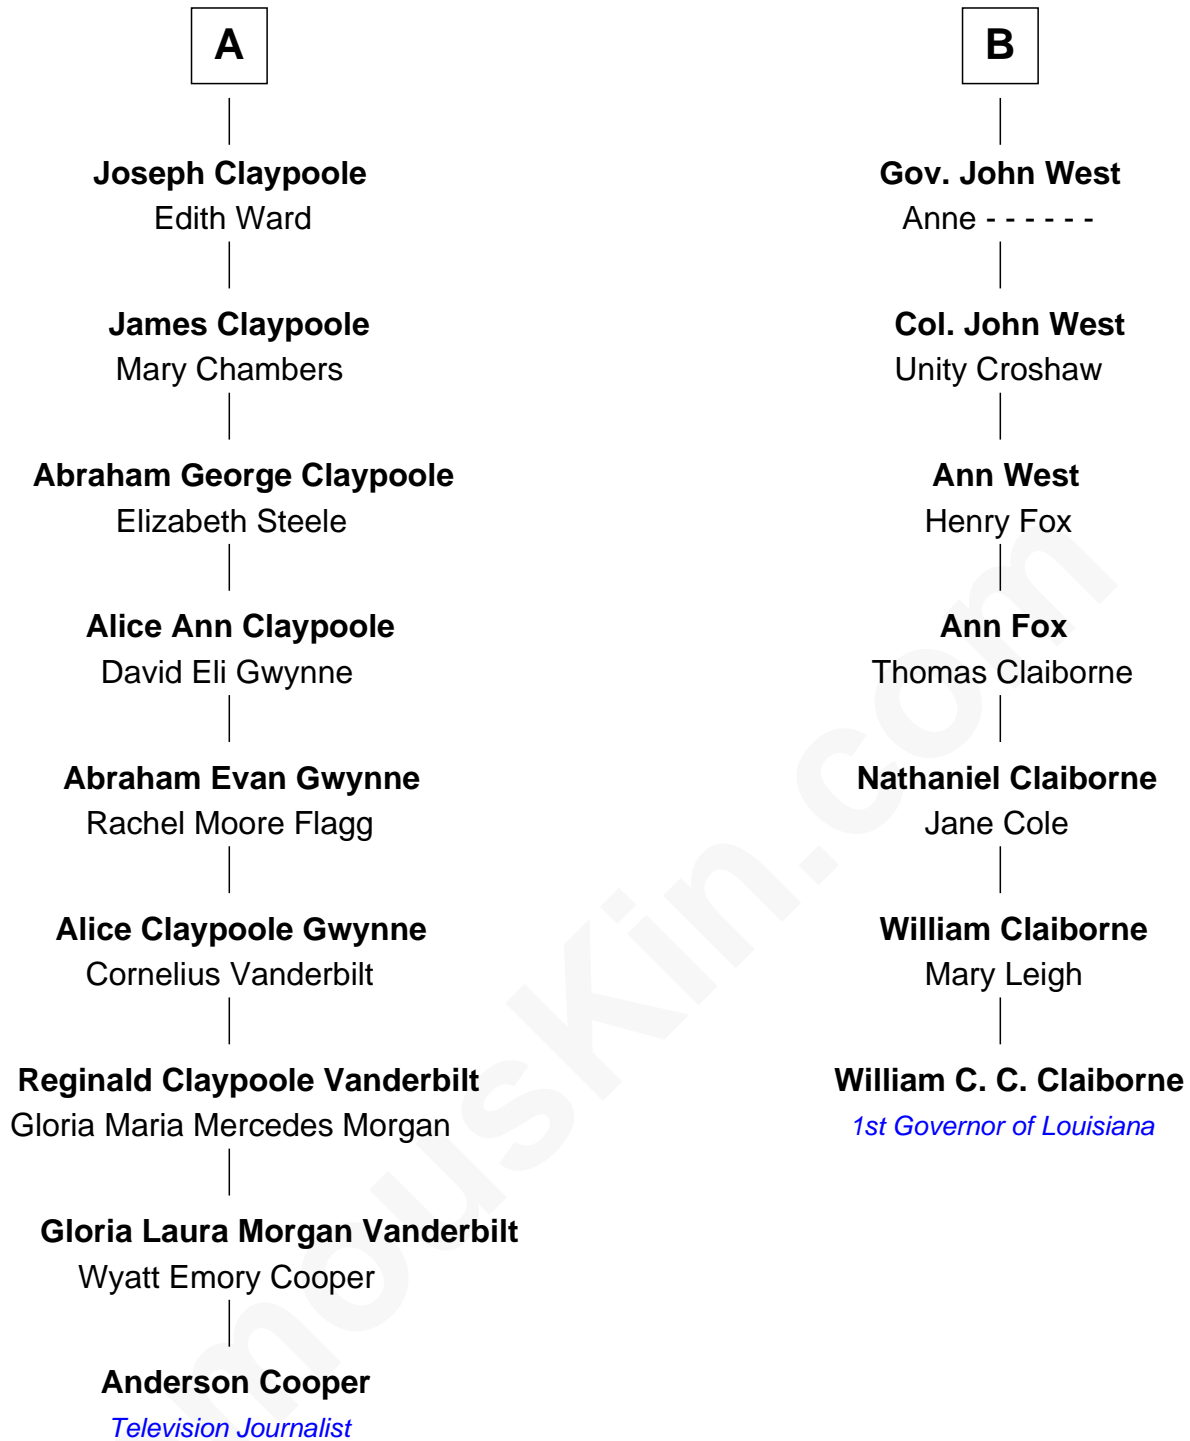 A
Joseph Claypoole
Edith Ward
James Claypoole
Mary Chambers
Abraham George Claypoole
Elizabeth Steele
Alice Ann Claypoole
David Eli Gwynne
Abraham Evan Gwynne
Rachel Moore Flagg
Alice Claypoole Gwynne
Cornelius Vanderbilt
Reginald Claypoole Vanderbilt
Gloria Maria Mercedes Morgan
Gloria Laura Morgan Vanderbilt
Wyatt Emory Cooper
Anderson Cooper
Television Journalist
B
Gov. John West
Anne - - - - - -
Col. John West
Unity Croshaw
Ann West
Henry Fox
Ann Fox
Thomas Claiborne
Nathaniel Claiborne
Jane Cole
William Claiborne
Mary Leigh
William C. C. Claiborne
1st Governor of Louisiana
mousKin.com